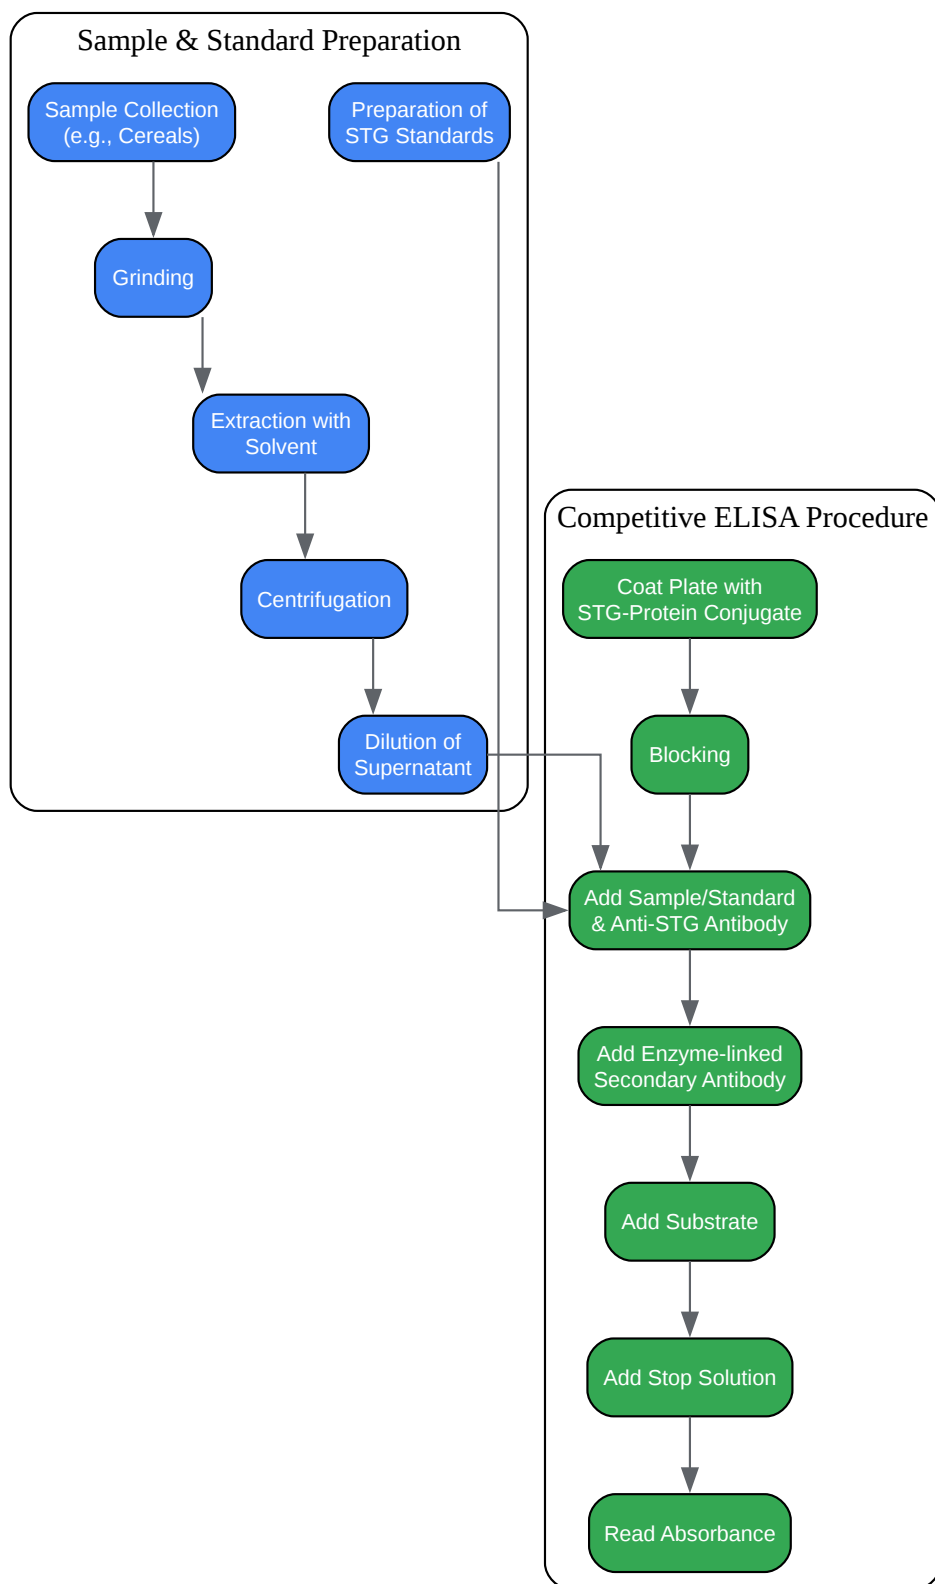 Sample & Standard Preparation
Sample Collection
(e.g., Cereals)
Preparation of
STG Standards
Grinding
Extraction with
Solvent
Centrifugation
Dilution of
Supernatant
Competitive ELISA Procedure
Coat Plate with
STG-Protein Conjugate
Blocking
Add Sample/Standard
& Anti-STG Antibody
Add Enzyme-linked
Secondary Antibody
Add Substrate
Add Stop Solution
Read Absorbance